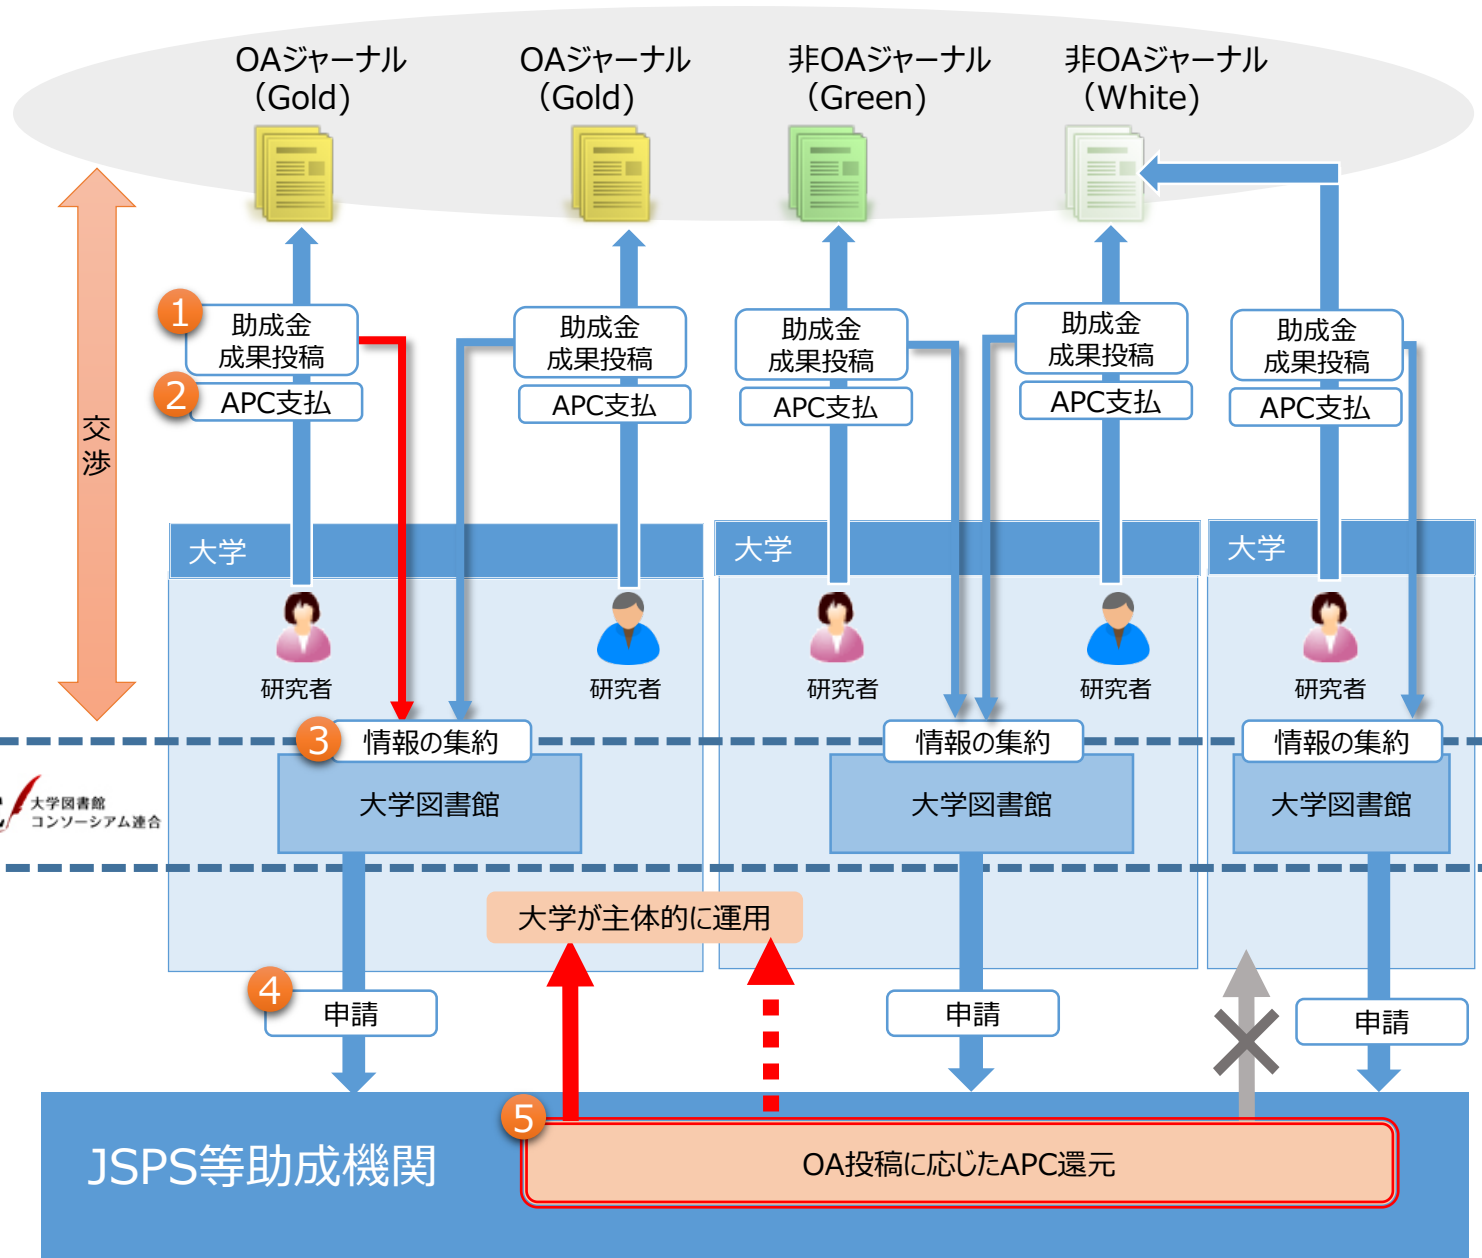 OAジャーナル
（Gold)
OAジャーナル
（Gold)
非OAジャーナル
（Green)
非OAジャーナル
（White)
交渉
1
助成金
成果投稿
2
APC支払
助成金
成果投稿
APC支払
助成金
成果投稿
APC支払
助成金
成果投稿
APC支払
助成金
成果投稿
APC支払
大学
大学
大学
研究者
研究者
研究者
研究者
研究者
3
情報の集約
情報の集約
情報の集約
大学図書館
コンソーシアム連合
大学図書館
大学図書館
大学図書館
大学が主体的に運用
4
申請
申請
申請
5
JSPS等助成機関
OA投稿に応じたAPC還元